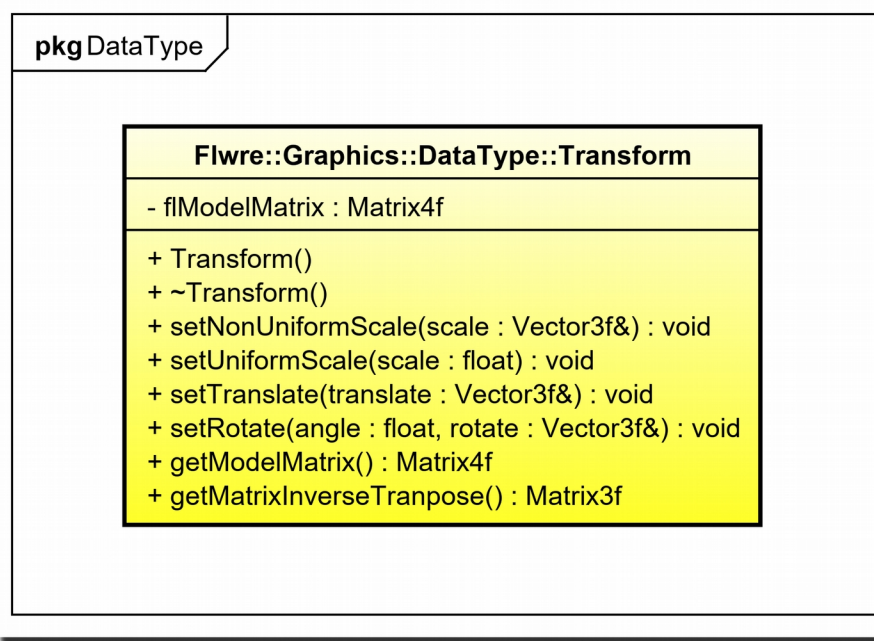 pkg DataType
Flwre::Graphics::DataType::Transform
- flModelMatrix : Matrix4f
+ Transform()
+ ~Transform()
+ setNonUniformScale(scale : Vector3f&) : void
+ setUniformScale(scale : float) : void
+ setTranslate(translate : Vector3f&) : void
+ setRotate(angle : float, rotate : Vector3f&) : void
+ getModelMatrix() : Matrix4f
+ getMatrixInverseTranpose() : Matrix3f